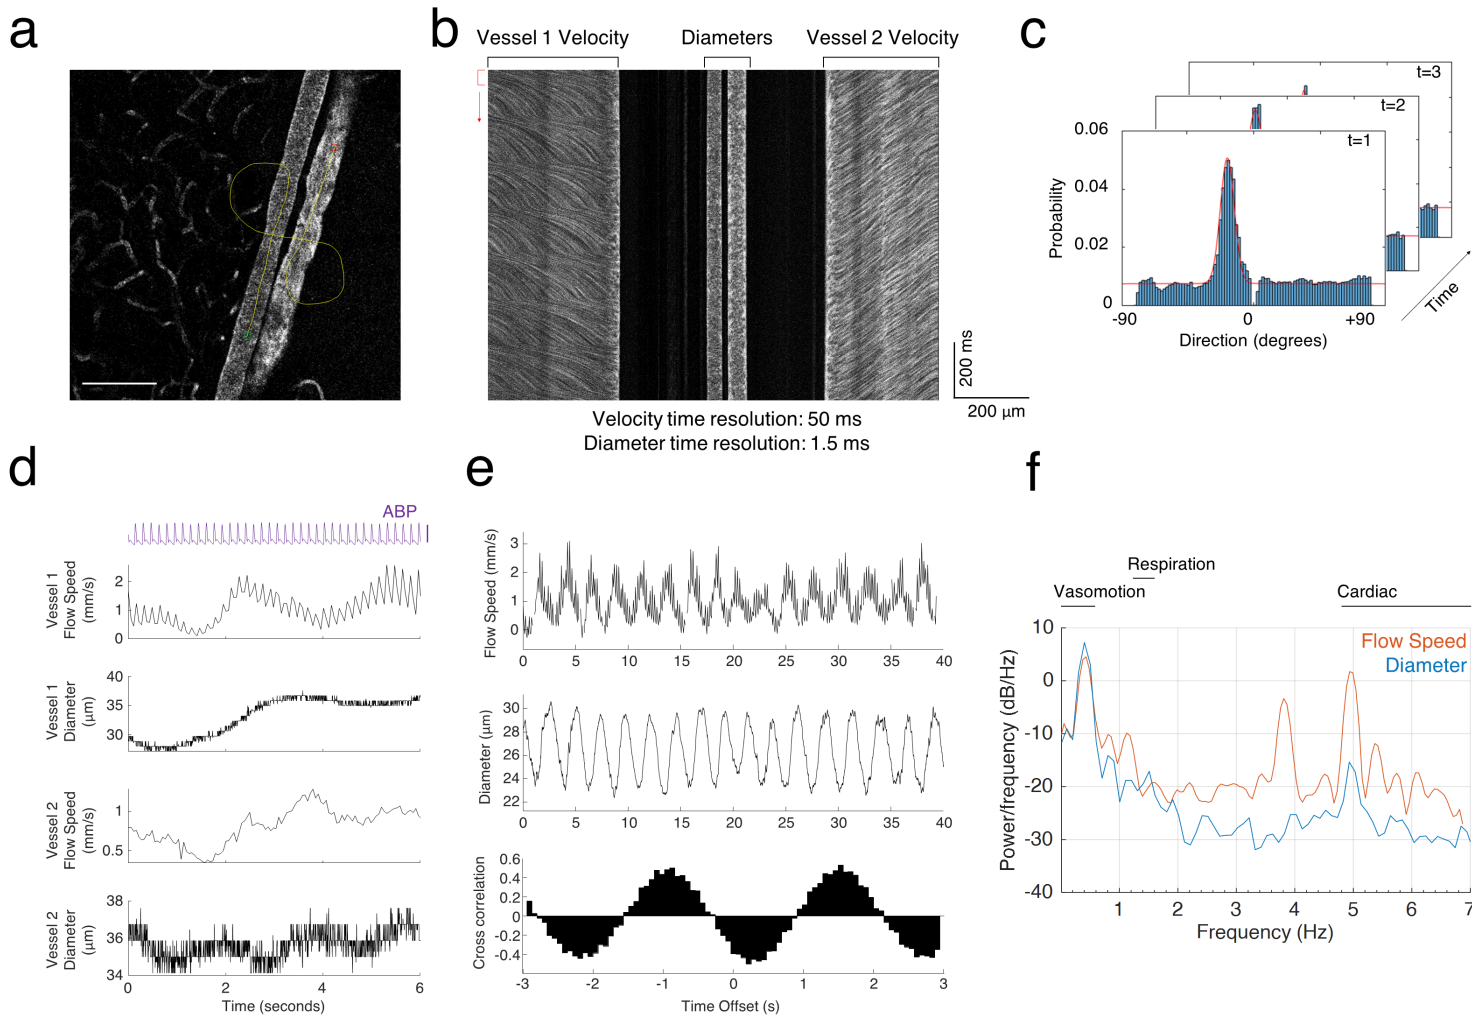 a
b
Vessel 1 Velocity
Diameters
Vessel 2 Velocity
200 ms
200 µm
Velocity time resolution: 50 ms
Diameter time resolution: 1.5 ms
c
t=3
t=2
t=1
0.06
0.04
0.02
0
Probability
-90
0
+90
Direction (degrees)
Time
d
ABP
Vessel 1
Flow Speed
(mm/s)
2
1
0
2
4
6
Vessel 1
Diameter
(µm)
40
35
30
Vessel 2
Flow Speed
(mm/s)
1
0.5
Vessel 2
Diameter
(µm)
38
36
34
0
2
4
6
Time (seconds)
e
Flow Speed (mm/s)
3
2
1
0
0
5
10
15
20
25
30
35
40
Diameter (µm)
30
28
26
24
22
0
5
10
15
20
25
30
35
40
Cross correlation
0.6
0.4
0.2
0
-0.2
-0.4
-3
-2
-1
0
1
2
3
Time Offset (s)
f
Respiration
Vasomotion
Cardiac
Flow Speed
Diameter
10
0
-10
-20
-30
-40
Power/frequency (dB/Hz)
1
2
3
4
5
6
7
Frequency (Hz)